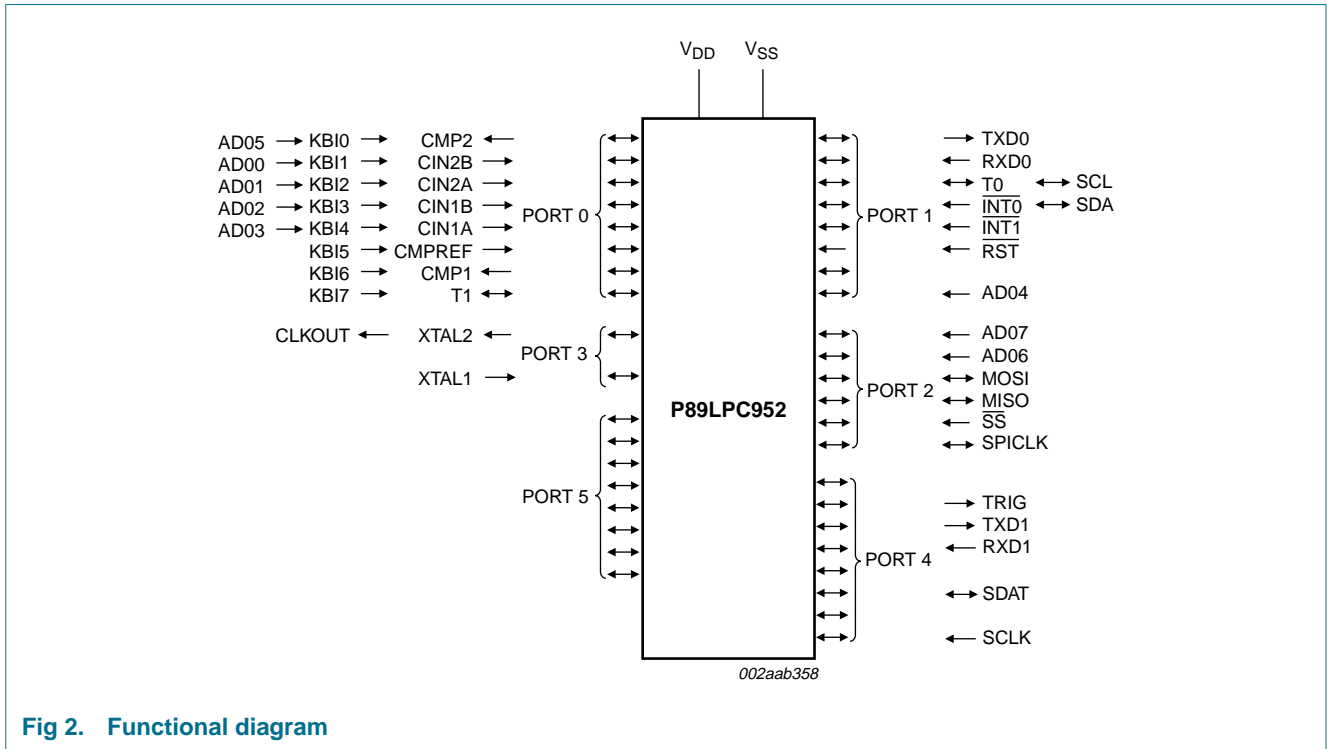 VDD VSS
AD05 KBI0 CMP2 TXD0
AD00 KBI1 CIN2B RXD0
AD01 KBI2 CIN2A T0 SCL
AD02 KBI3 CIN1B PORT 0 PORT 1 INT0 SDA
AD03 KBI4 CIN1A INT1
KBI5 CMPREF RST
KBI6 CMP1
KBI7 T1 AD04
CLKOUT XTAL2 AD07
PORT 3 AD06
XTAL1 MOSI
PORT 2 MISO
P89LPC952 SS
SPICLK
PORT 5 TRIG
TXD1
RXD1
PORT 4
SDAT
SCLK
002aab358
Fig 2. Functional diagram